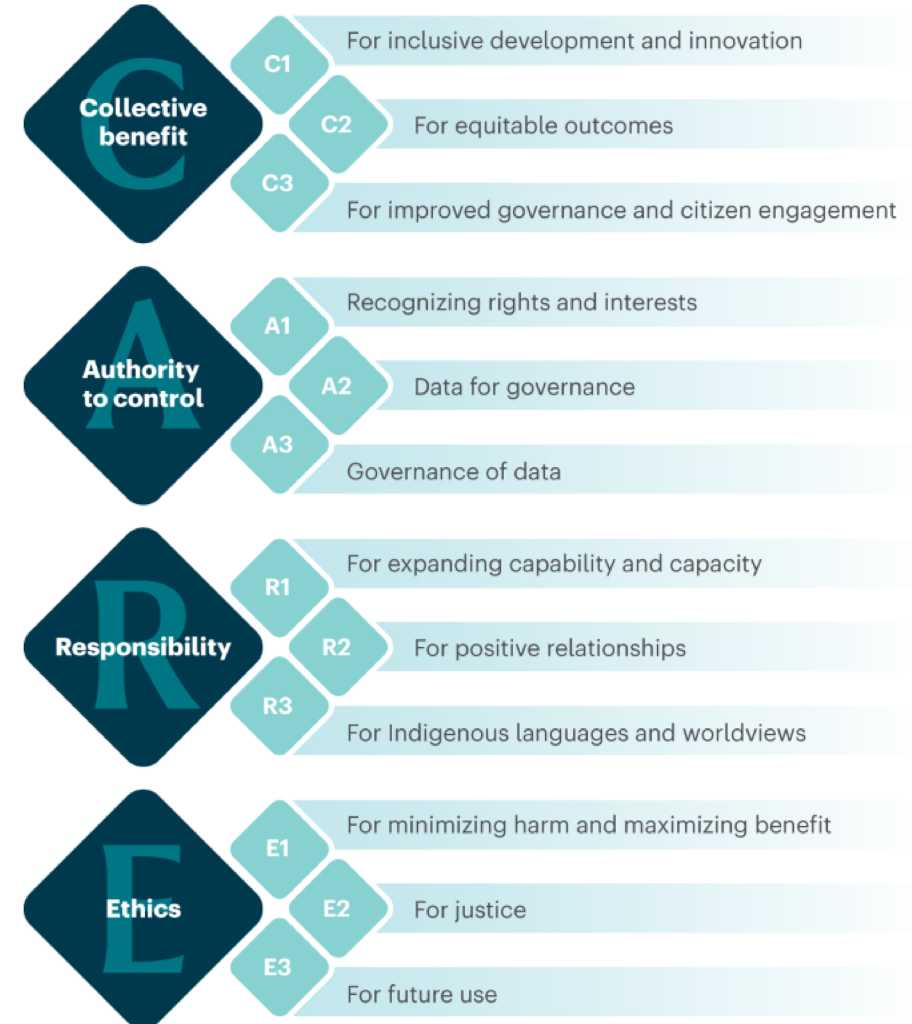 C
Collective
benefit
C1
For inclusive development and innovation
C2
For equitable outcomes
C3
For improved governance and citizen engagement
A
Authority
to control
A1
Recognizing rights and interests
A2
Data for governance
A3
Governance of data
R
Responsibility
R1
For expanding capability and capacity
R2
For positive relationships
R3
For Indigenous languages and worldviews
E
Ethics
E1
For minimizing harm and maximizing benefit
E2
For justice
E3
For future use